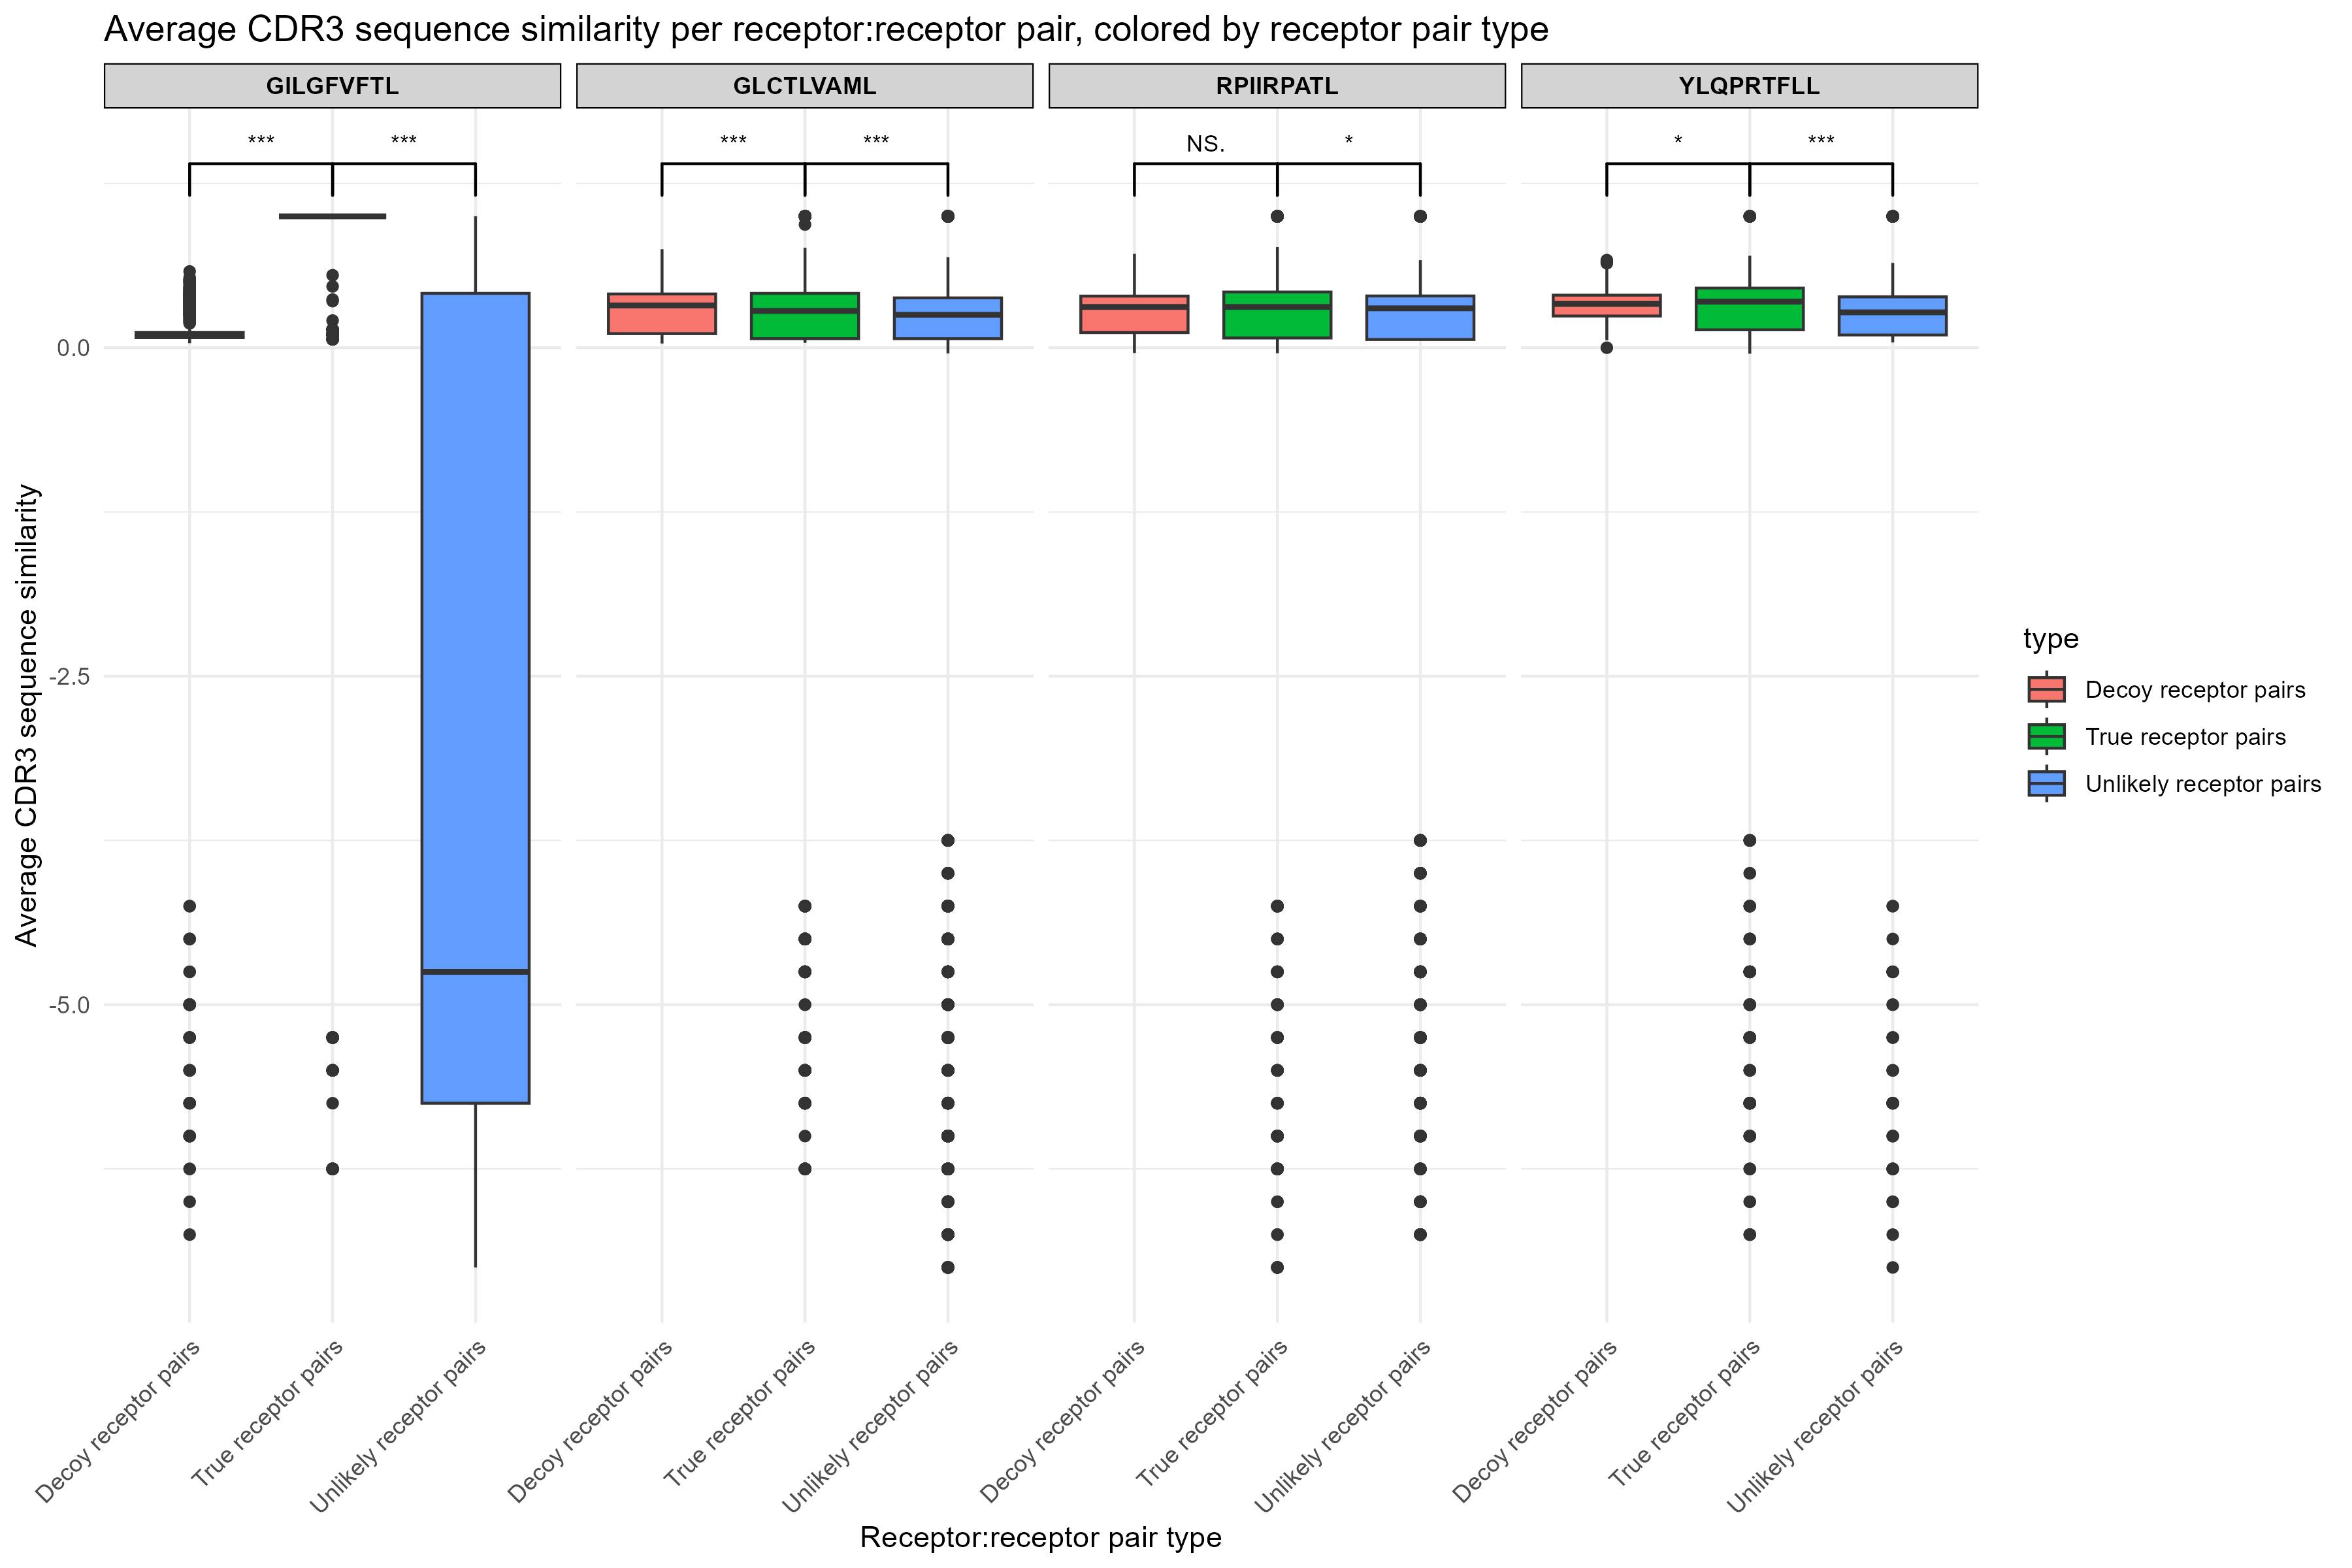 Average CDR3 sequence similarity per receptor:receptor pair, colored by receptor pair type
GILGFVFTL
GLCTLVAML
RPIIRPATL
YLQPRTFLL
*** ***
*** ***
NS. *
* ***
0.0
-2.5
-5.0
Average CDR3 sequence similarity
type
Decoy receptor pairs
True receptor pairs
Unlikely receptor pairs
Decoy receptor pairs
True receptor pairs
Unlikely receptor pairs
Decoy receptor pairs
True receptor pairs
Unlikely receptor pairs
Decoy receptor pairs
True receptor pairs
Unlikely receptor pairs
Decoy receptor pairs
True receptor pairs
Unlikely receptor pairs
Receptor:receptor pair type